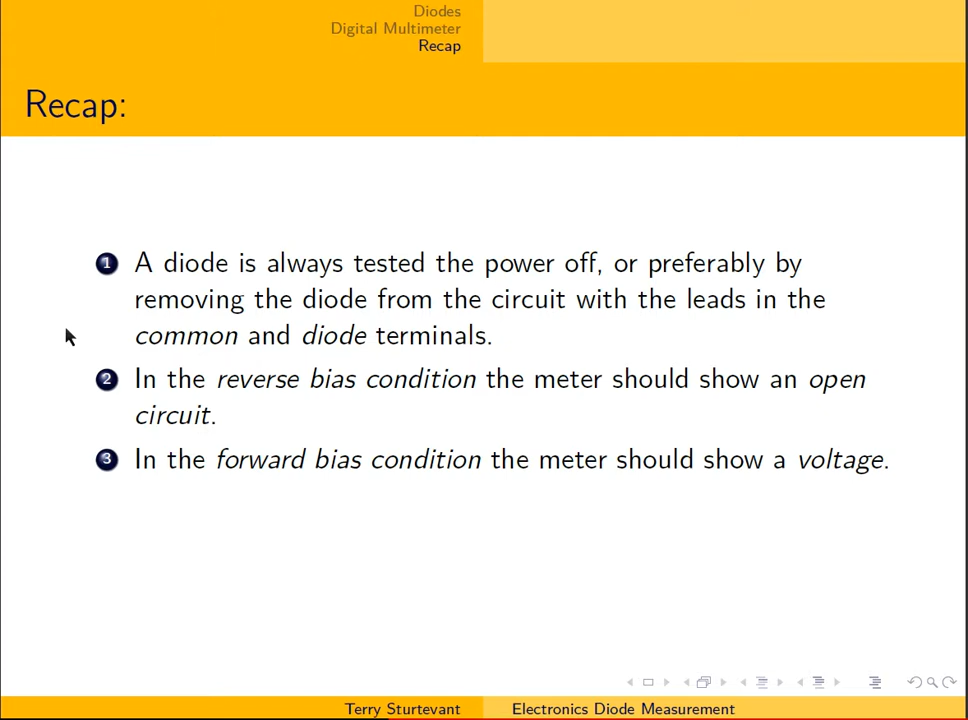 Diodes
Digital Multimeter
Recap
Recap:
1 A diode is always tested the power off, or preferably by
removing the diode from the circuit with the leads in the
common and diode terminals.
2 In the reverse bias condition the meter should show an open
circuit.
3 In the forward bias condition the meter should show a voltage.
Terry Sturtevant
Electronics Diode Measurement